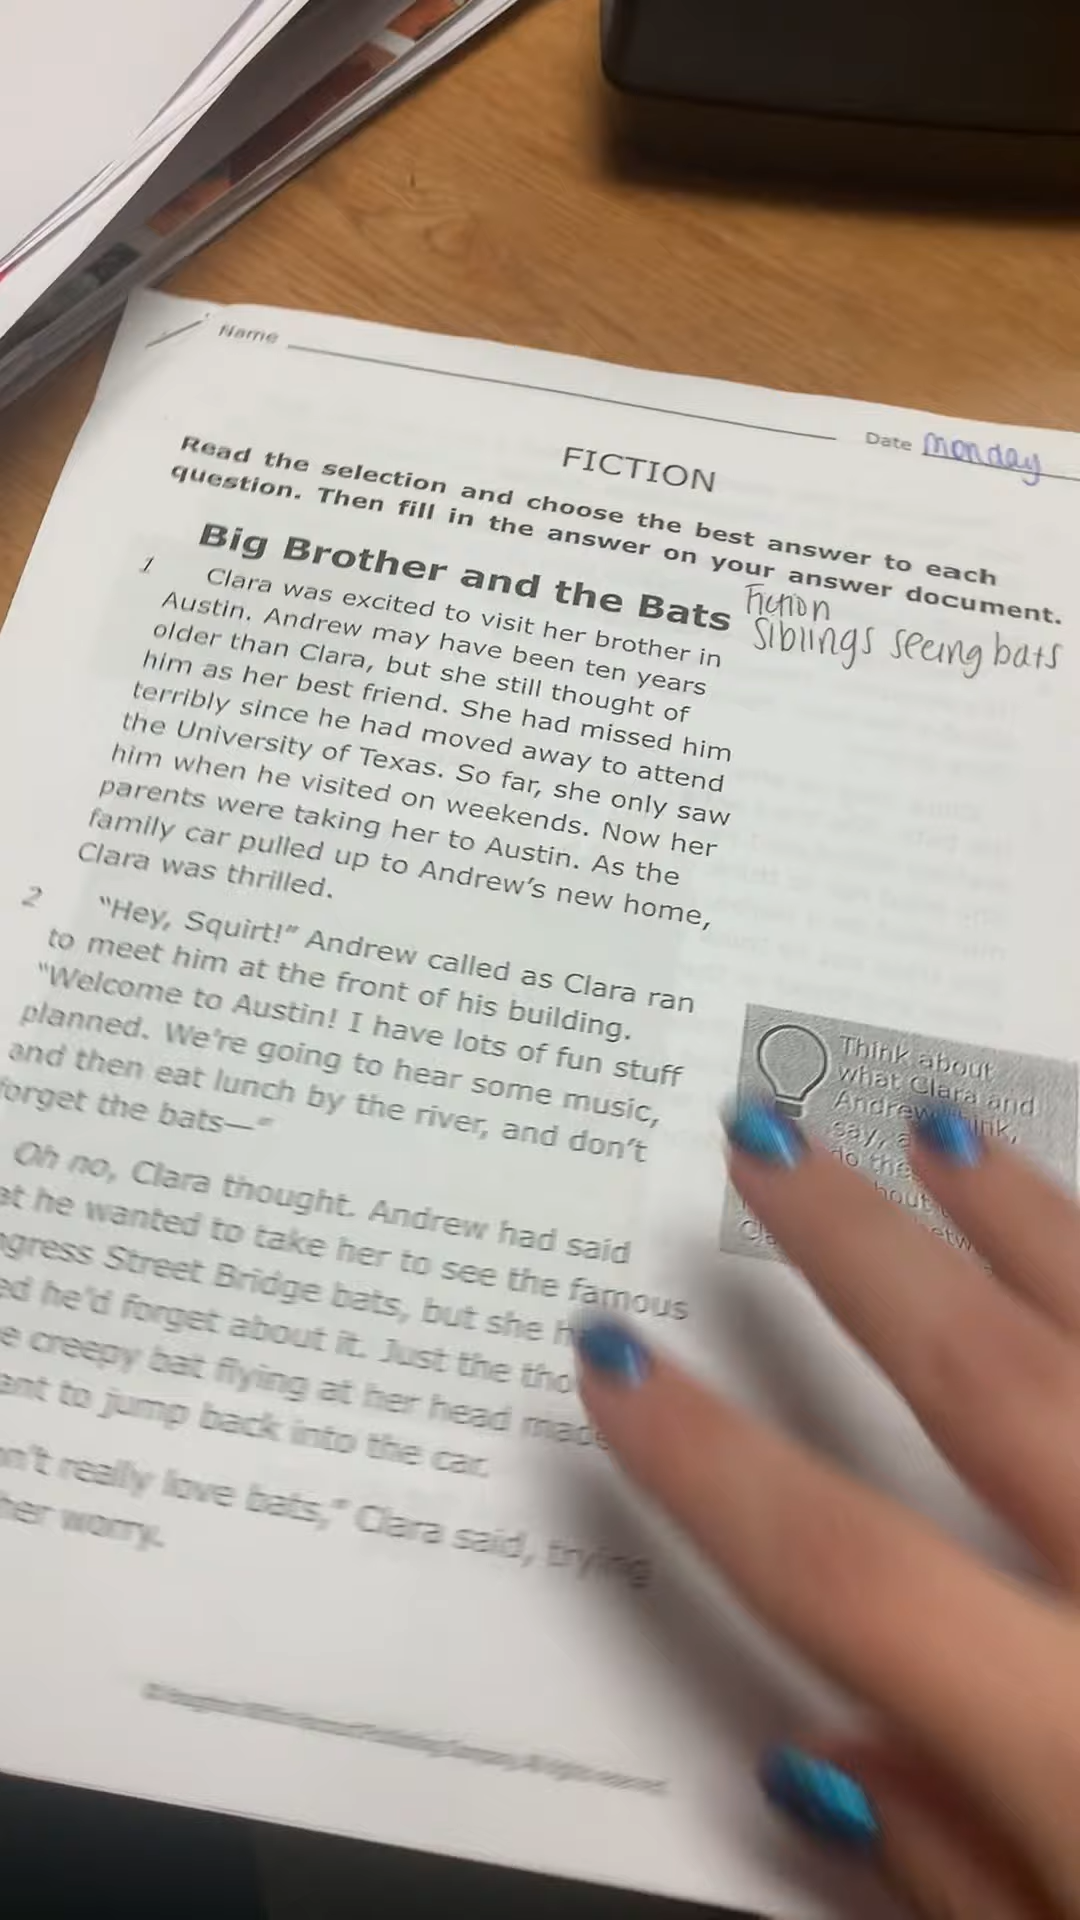 Name
Date monday
FICTION
Read the selection and choose the best answer to each
question. Then fill in the answer on your answer document.
Big Brother and the Bats
Fiction
Siblings seeing bats
1 Clara was excited to visit her brother in
Austin. Andrew may have been ten years
older than Clara, but she still thought of
him as her best friend. She had missed him
terribly since he had moved away to attend
the University of Texas. So far, she only saw
him when he visited on weekends. Now her
parents were taking her to Austin. As the
family car pulled up to Andrew's new home,
Clara was thrilled.
2 "Hey, Squirt!" Andrew called as Clara ran
to meet him at the front of his building.
"Welcome to Austin! I have lots of fun stuff
planned. We're going to hear some music,
and then eat lunch by the river, and don't
forget the bats—"
Oh no, Clara thought. Andrew had said
he wanted to take her to see the famous
Street Bridge bats, but she
he'd forget about it. Just the
creepy bat flying at her head
to jump back into the car.
really love bats," Clara said, trying
her worry.
Think about
what Clara and
Andrew
say,